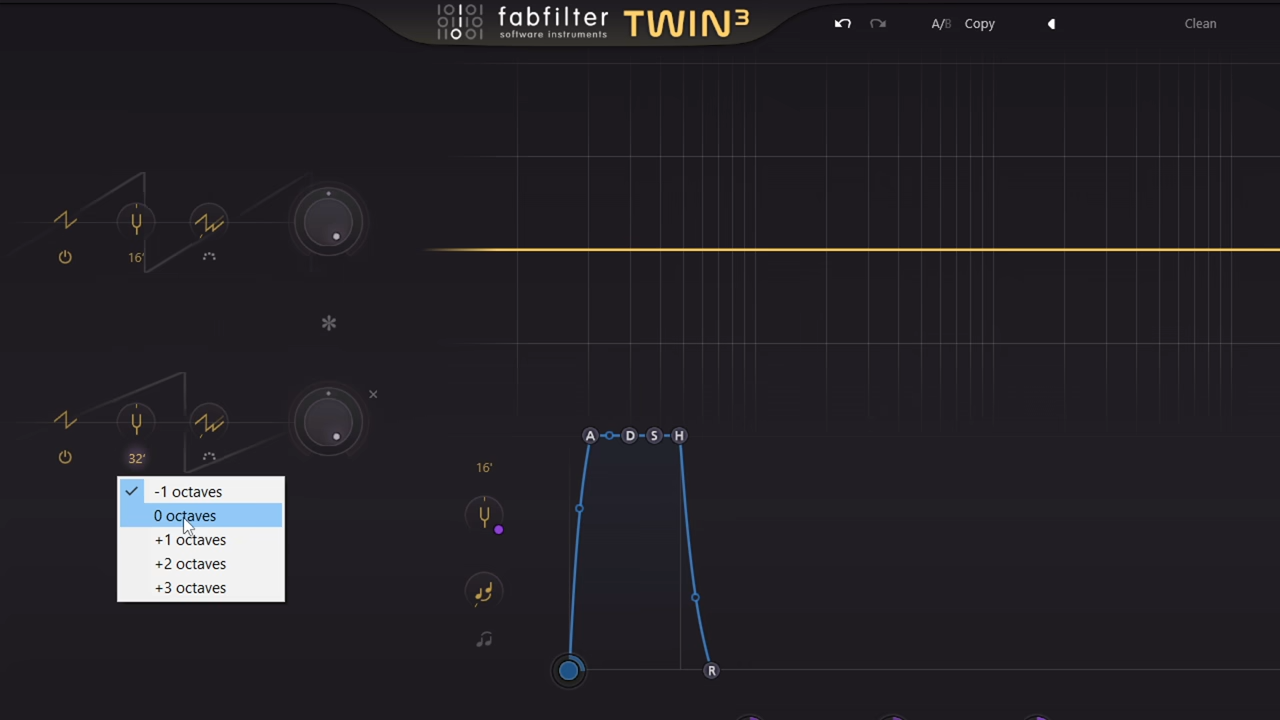 fabfilter TWIN3
software instruments
A/B Copy
Clean
16'
32'
-1 octaves
0 octaves
+1 octaves
+2 octaves
+3 octaves
A D S H
16'
R